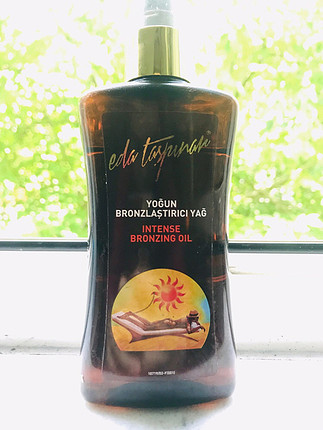 eda taşpınar
YOĞUN
BRONZLAŞTIRICI YAĞ
INTENSE
BRONZING OIL